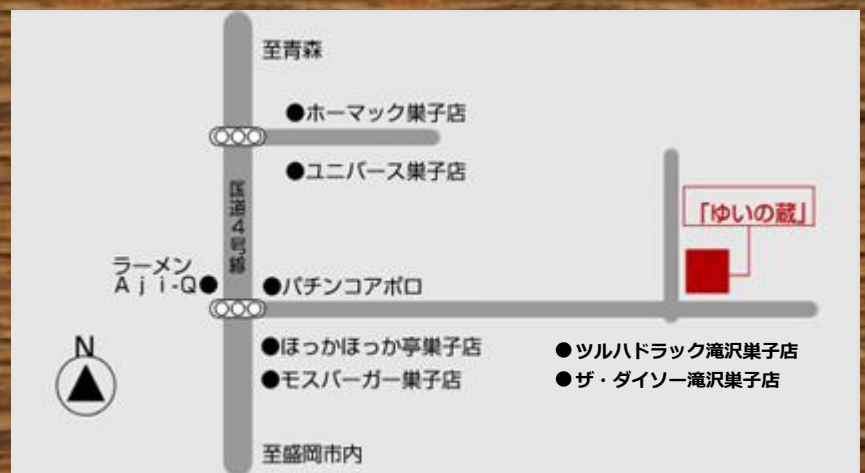 至青森
●ホーマック巣子店
●ユニバース巣子店
国道4号線
「ゆいの蔵」
ラーメン
Aji-Q●
●パチンコアポロ
N
●ほっかほっか亭巣子店
●モスバーガー巣子店
●ツルハドラック滝沢巣子店
●ザ・ダイソー滝沢巣子店
至盛岡市内